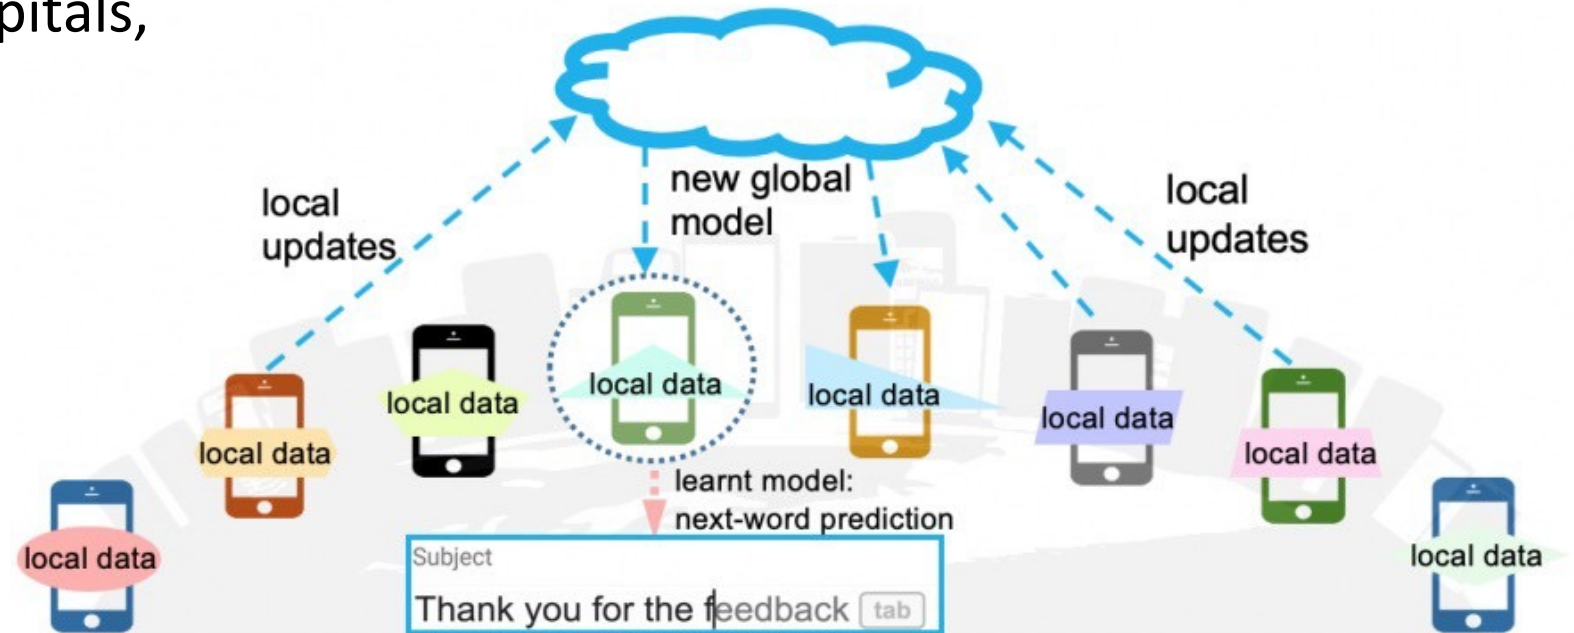 pitals,
new global
model
local
updates
local
updates
local data
local data
local data
local data
local data
local data
local data
local data
learnt model:
next-word prediction
Subject
Thank you for the feedback tab